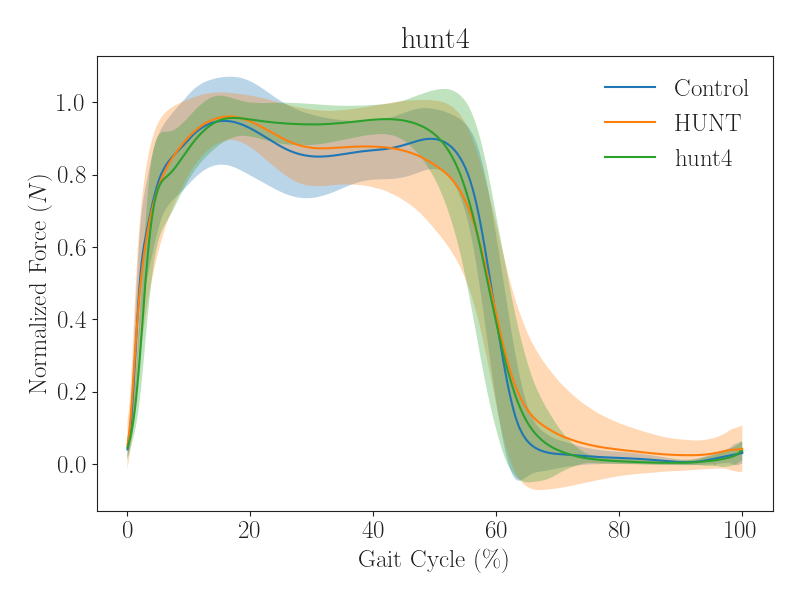 hunt4
Control
HUNT
hunt4
Normalized Force (N)
1.0
0.8
0.6
0.4
0.2
0.0
0 20 40 60 80 100
Gait Cycle (%)